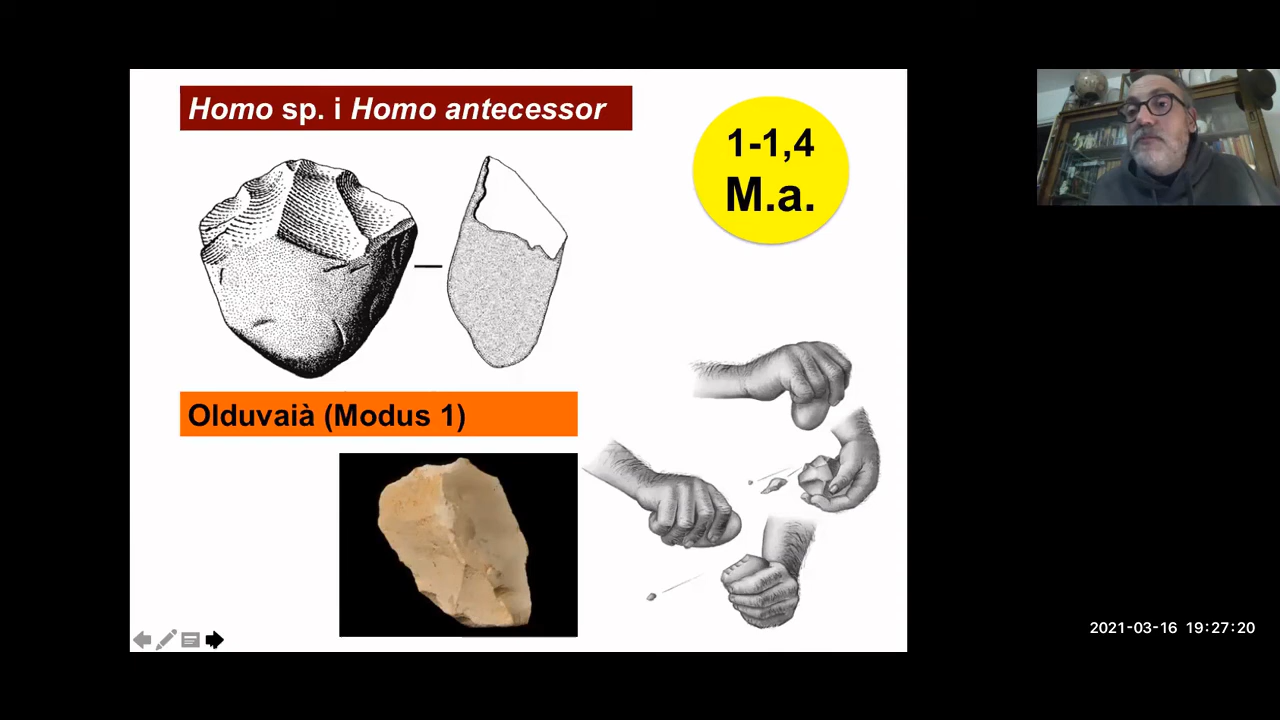 Homo sp. i Homo antecessor
1-1,4
M.a.
Olduvaià (Modus 1)
2021-03-16 19:27:20